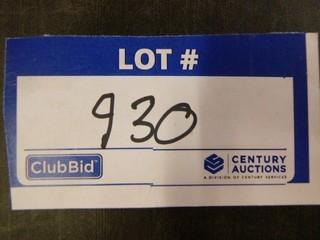 LOT #
930
ClubBid
CENTURY
AUCTIONS
A DIVISION OF CENTURY SERVICES